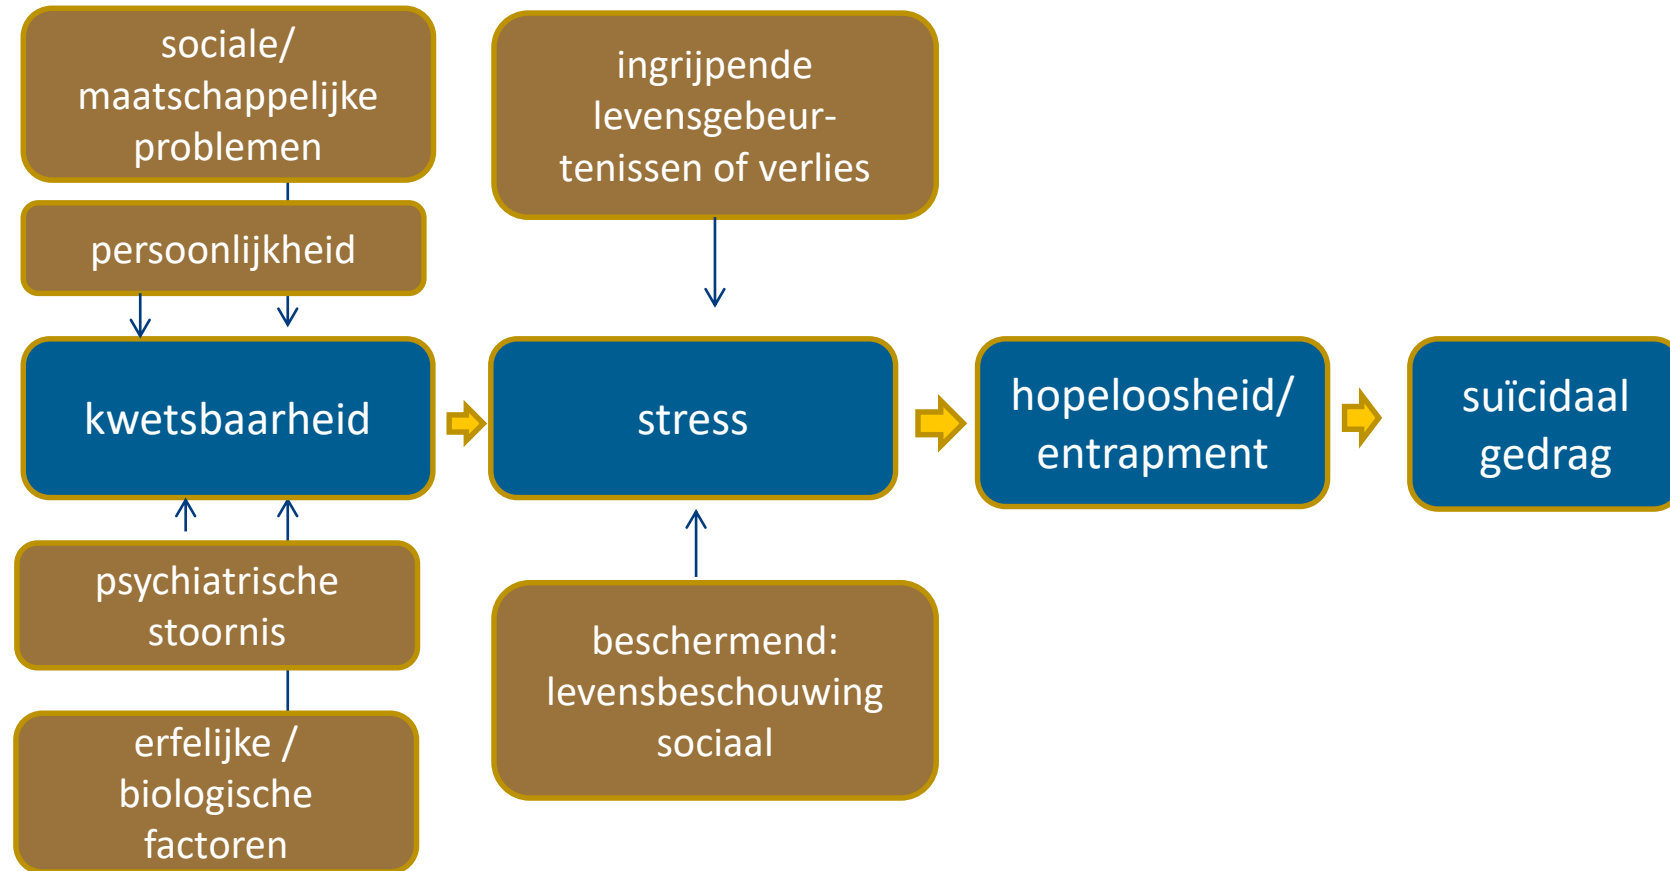 sociale/
maatschappelijke
problemen
persoonlijkheid
kwetsbaarheid
psychiatrische
stoornis
erfelijke /
biologische
factoren
ingrijpende
levensgebeur-
tenissen of verlies
stress
beschermend:
levensbeschouwing
sociaal
hopeloosheid/
entrapment
suïcidaal
gedrag